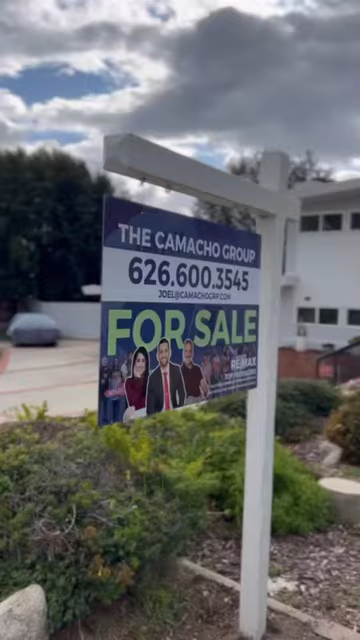 THE CAMACHO GROUP
626.600.3545
JOEL@CAMACHOGRP.COM
FOR SALE
RE/MAX